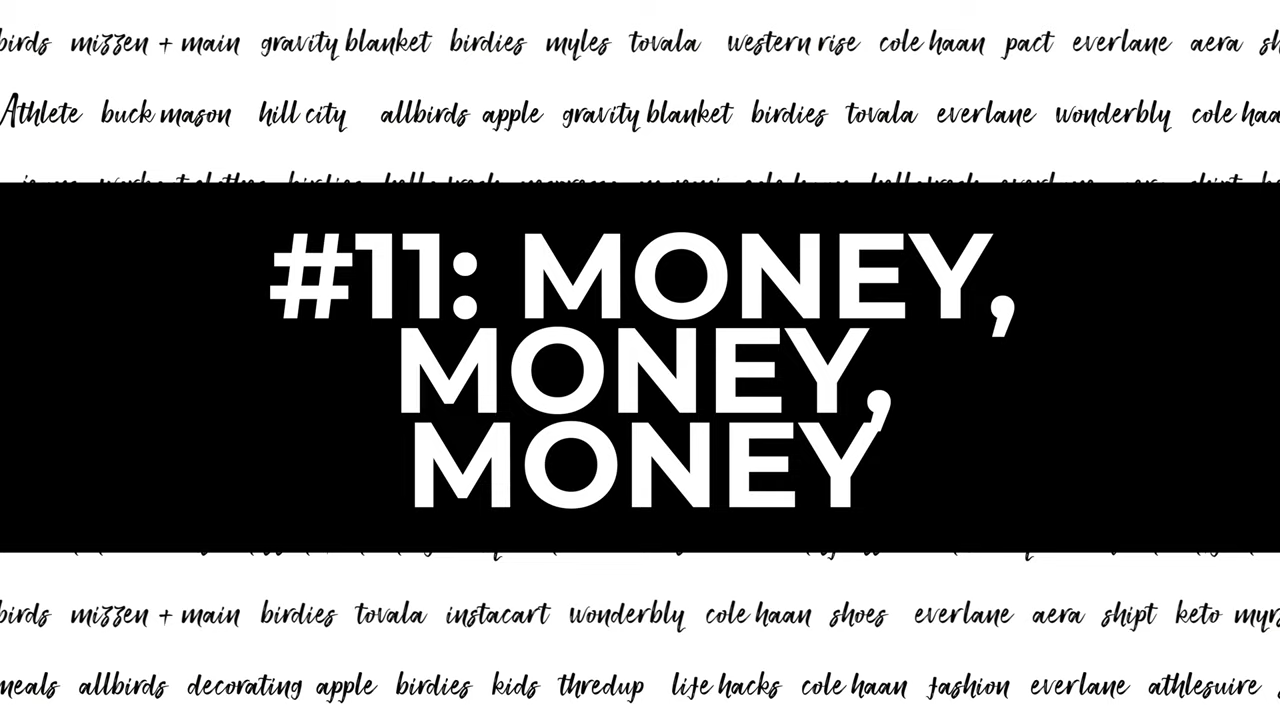 birds mizzen + main gravity blanket birdies myles tovala western rise cole haan pact everlane aera sh
Athlete buck mason hill city allbirds apple gravity blanket birdies tovala everlane wonderbly cole haa
#11: MONEY,
MONEY,
MONEY
birds mizzen + main birdies tovala instacart wonderbly cole haan shoes everlane aera shipt keto myrs
meals allbirds decorating apple birdies kids thredup life hacks cole haan fashion everlane athlesuire